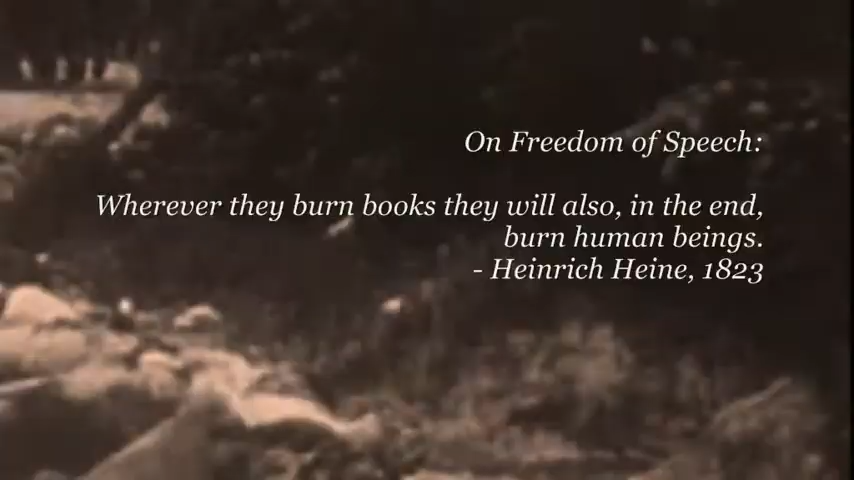 On Freedom of Speech:
Wherever they burn books they will also, in the end,
burn human beings.
- Heinrich Heine, 1823